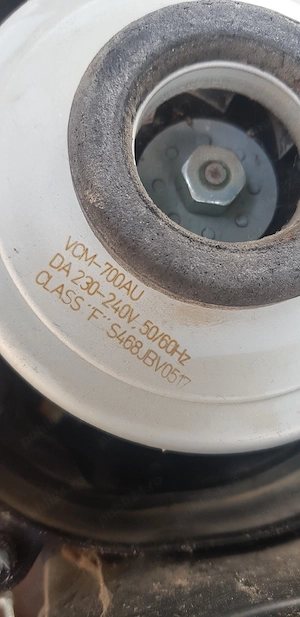 VCM-700AU
DA 230-240V, 50/60Hz
CLASS "F": S468JBV0517